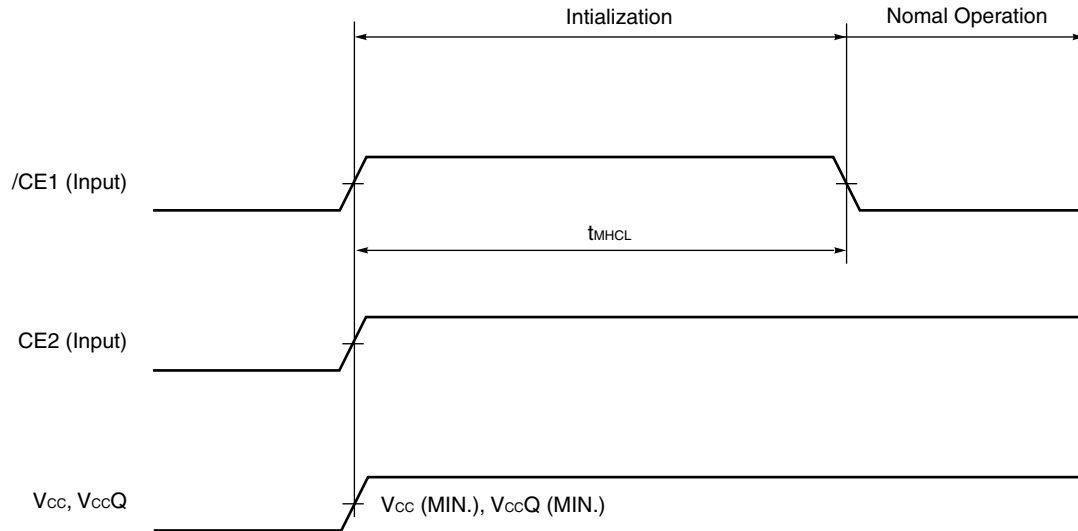 Intialization
Nomal Operation
/CE1 (Input)
tMHCL
CE2 (Input)
VCC, VCCQ
VCC (MIN.), VCCQ (MIN.)